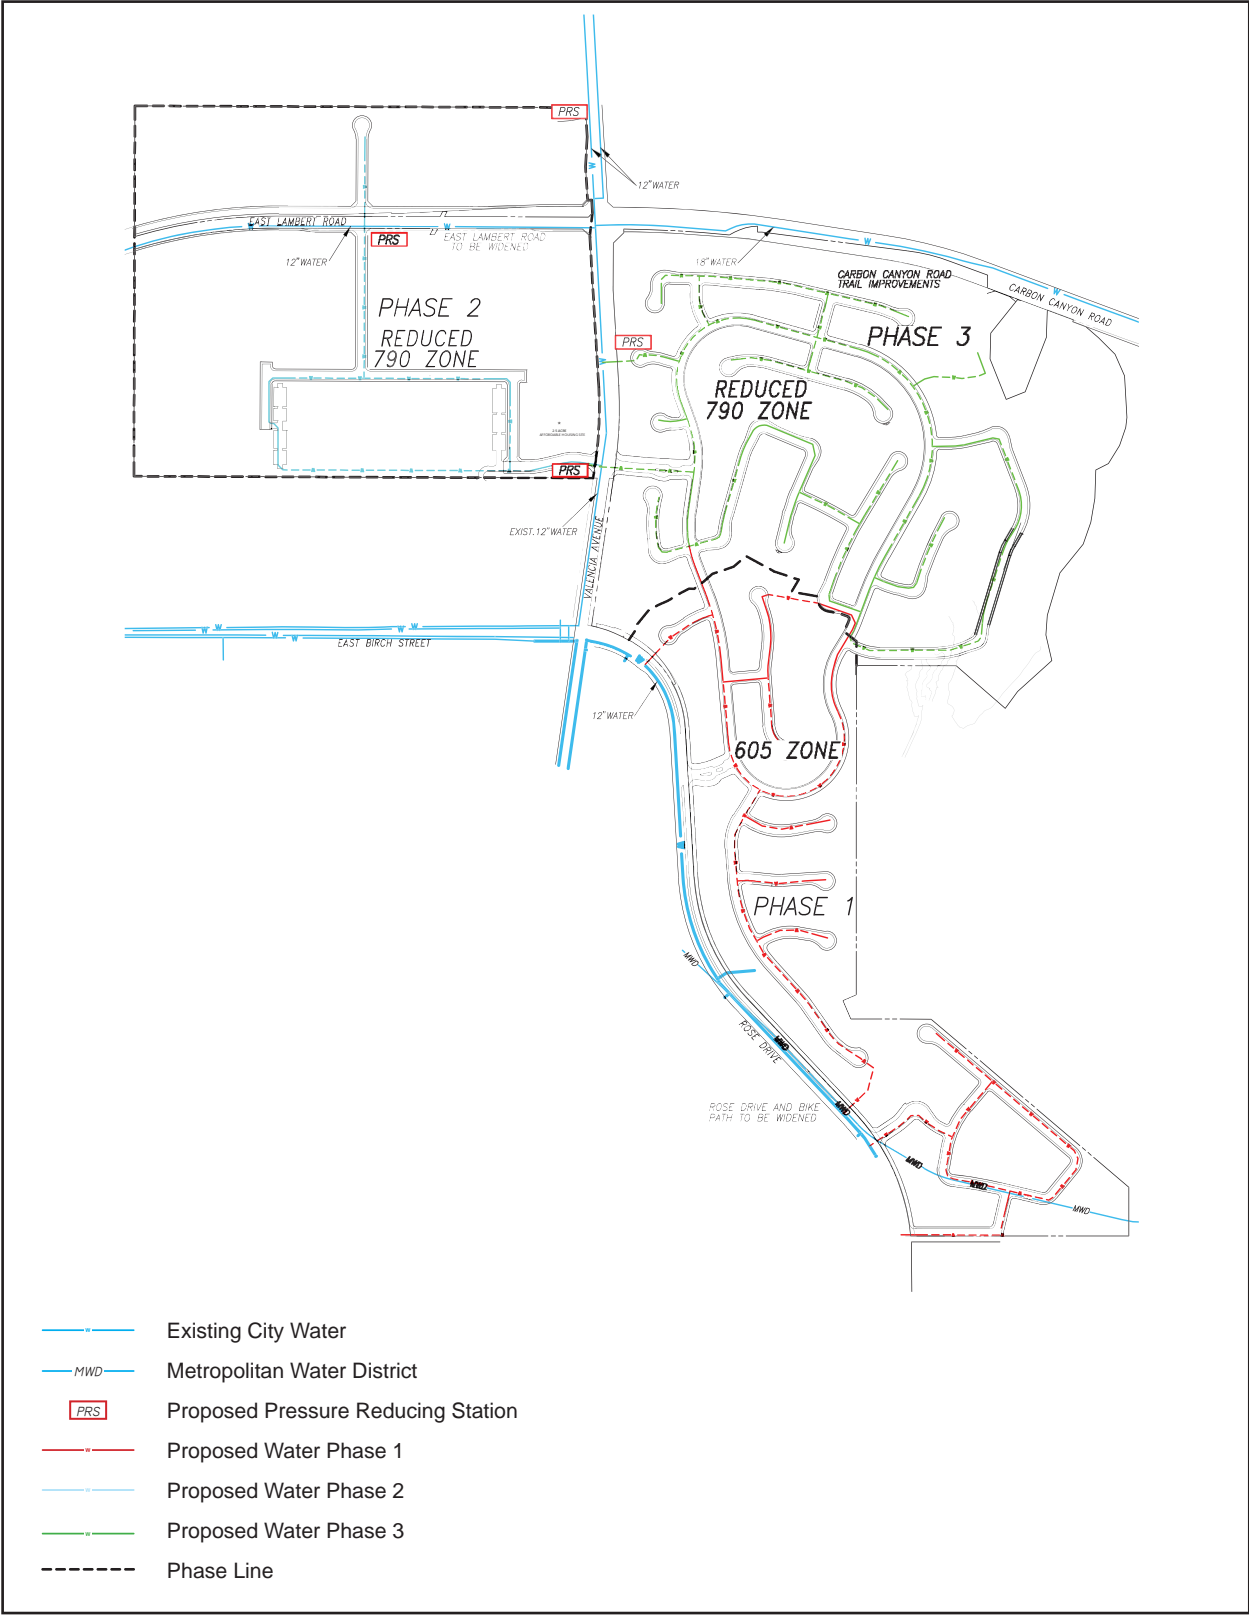 PRS
W
12"WATER
EAST LAMBERT ROAD
W
W
PRS
EAST LAMBERT ROAD
TO BE WIDENED
12"WATER
18"WATER
W
CARBON CANYON ROAD
TRAIL IMPROVEMENTS
W
CARBON CANYON ROAD
PHASE 2
REDUCED
790 ZONE
PRS
PHASE 3
W
REDUCED
790 ZONE
PRS
EXIST.12"WATER
VALENCIA AVENUE
W
W
W
W
W
W
EAST BIRCH STREET
12"WATER
605 ZONE
PHASE 1
MWD
ROSE DRIVE
MWD
ROSE DRIVE AND BIKE
PATH TO BE WIDENED
MWD
MWD
MWD
MWD
W
Existing City Water
MWD
Metropolitan Water District
PRS
Proposed Pressure Reducing Station
W
Proposed Water Phase 1
W
Proposed Water Phase 2
W
Proposed Water Phase 3
Phase Line